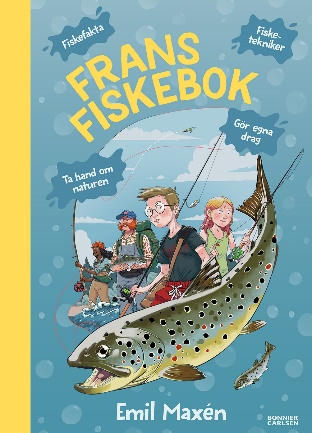 Fiskefakta
Fiske-
tekniker
FRANS
FISKEBOK
Gör egna
drag
Ta hand om
naturen
Emil Maxén
BONNIER
CARLSEN